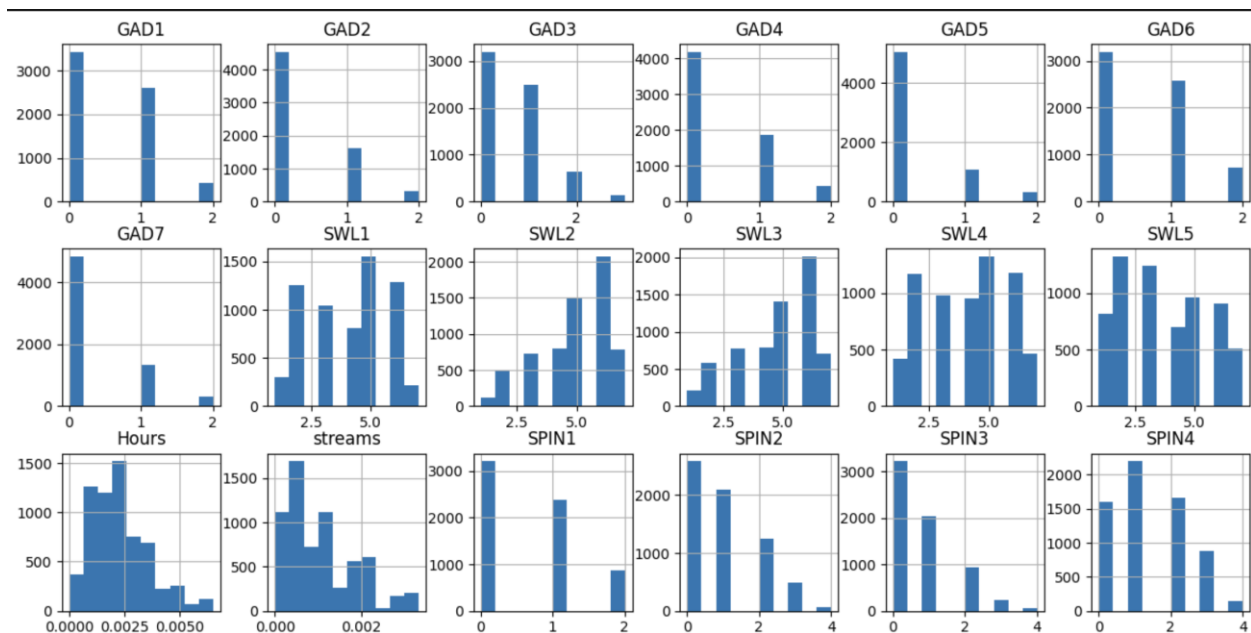 GAD1 GAD2 GAD3 GAD4 GAD5 GAD6
3000 4000 3000 4000 4000 3000
2000 3000 2000 3000 2000 2000
1000 2000 1000 2000 0 1000
0 1000 0 1000 0
0 0
0 1 2 0 1 2 0 2 0 1 2 0 1 2 0 1 2
GAD7 SWL1 SWL2 SWL3 SWL4 SWL5
4000 1500 2000 2000 1000 1000
2000 1000 1500 1500 500 500
0 500 1000 1000 0 0
0 500 500
0 0
0 1 2 2.5 5.0 2.5 5.0 2.5 5.0 2.5 5.0 2.5 5.0
Hours streams SPIN1 SPIN2 SPIN3 SPIN4
1500 1500 3000 2000 3000 2000
1000 1000 2000 1000 2000 1500
500 500 1000 0 1000 1000
0 0 0 0 500
0
0.0000 0.0025 0.0050 0.000 0.002 0 1 2 0 2 4 0 2 4 0 2 4